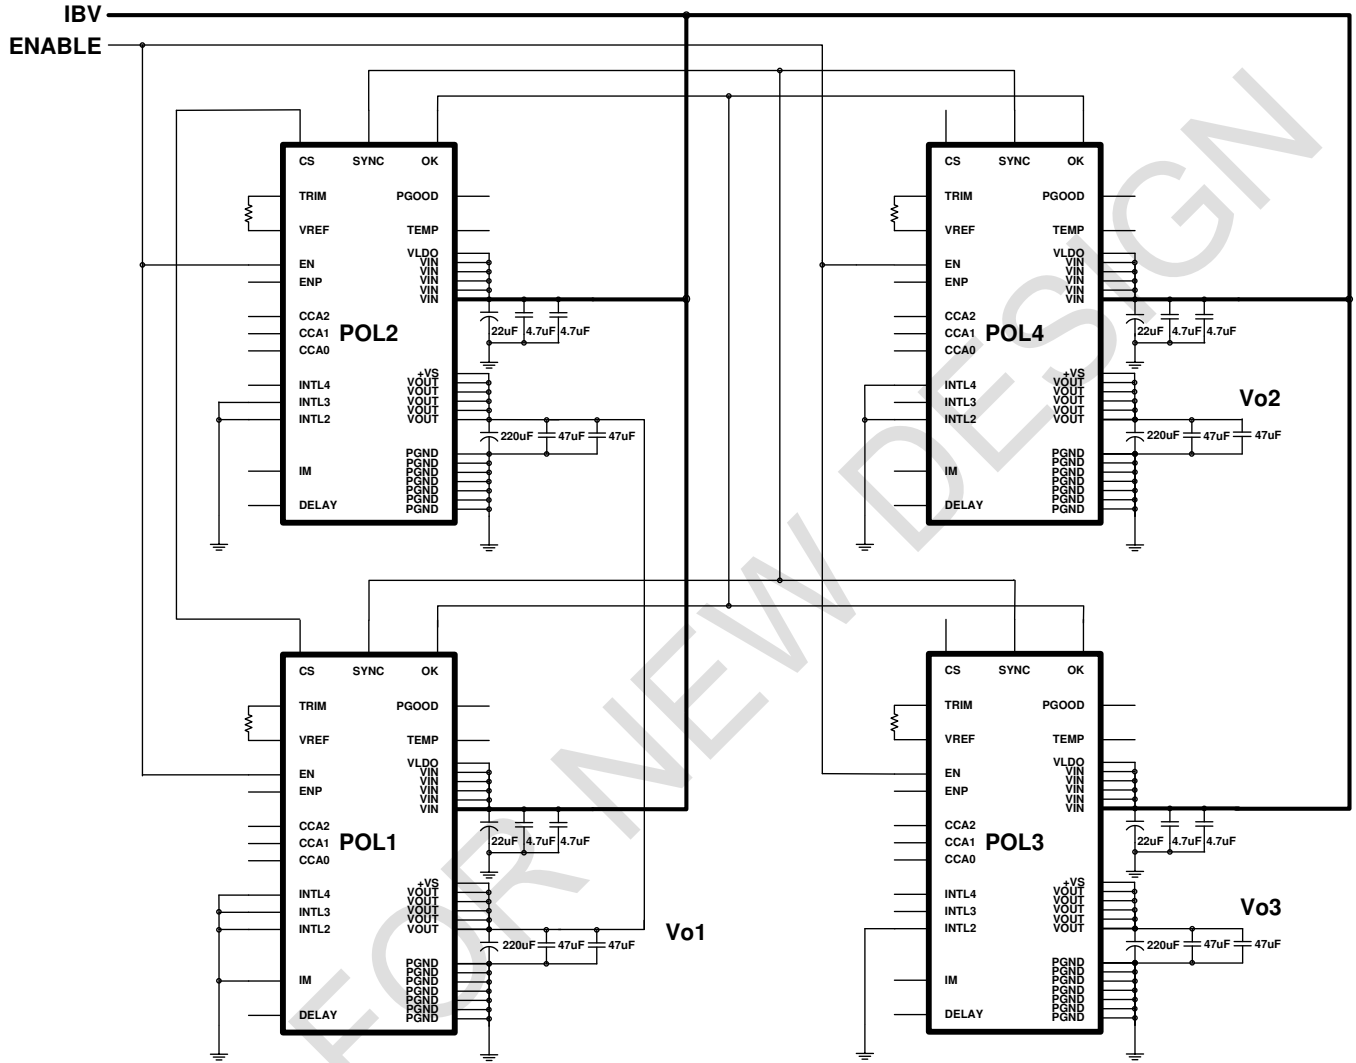 IBV
ENABLE
CS SYNC OK
TRIM PGOOD
VREF TEMP
VLDO
EN VIN
VIN
ENP VIN
VIN
VIN
CCA2
CCA1 POL2 22uF 4.7uF 4.7uF
CCA0
+VS
INTL4 VOUT
VOUT
INTL3 VOUT
VOUT
INTL2 VOUT
220uF 47uF 47uF
PGND
PGND
IM PGND
PGND
PGND
PGND
DELAY PGND
CS SYNC OK
TRIM PGOOD
VREF TEMP
VLDO
EN VIN
VIN
ENP VIN
VIN
VIN
CCA2
CCA1 POL4 22uF 4.7uF 4.7uF
CCA0
+VS
INTL4 VOUT
VOUT
INTL3 VOUT
VOUT
INTL2 VOUT
Vo2
220uF 47uF 47uF
PGND
PGND
IM PGND
PGND
PGND
PGND
DELAY PGND
CS SYNC OK
TRIM PGOOD
VREF TEMP
VLDO
EN VIN
VIN
ENP VIN
VIN
VIN
CCA2
CCA1 POL1 22uF 4.7uF 4.7uF
CCA0
+VS
INTL4 VOUT
VOUT
INTL3 VOUT
VOUT
INTL2 VOUT
Vo1
220uF 47uF 47uF
PGND
PGND
IM PGND
PGND
PGND
PGND
DELAY PGND
CS SYNC OK
TRIM PGOOD
VREF TEMP
VLDO
EN VIN
VIN
ENP VIN
VIN
VIN
CCA2
CCA1 POL3 22uF 4.7uF 4.7uF
CCA0
+VS
INTL4 VOUT
VOUT
INTL3 VOUT
VOUT
INTL2 VOUT
Vo3
220uF 47uF 47uF
PGND
PGND
IM PGND
PGND
PGND
PGND
DELAY PGND
FOR NEW DESIGN